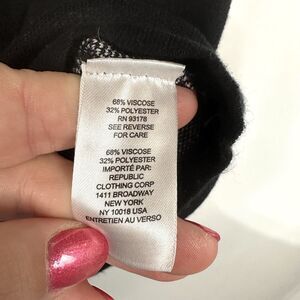 68% VISCOSE
32% POLYESTER
RN 93178
SEE REVERSE
FOR CARE
68% VISCOSE
32% POLYESTER
IMPORTÉ PAR:
REPUBLIC
CLOTHING CORP
1411 BROADWAY
NEW YORK
NY 10018 USA
ENTRETIEN AU VERSO